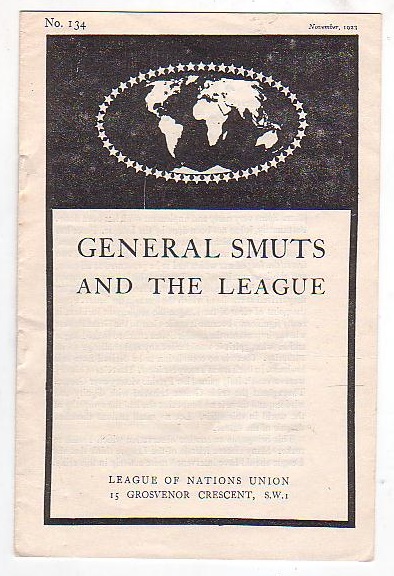 No. 134
November, 1923
GENERAL SMUTS
AND THE LEAGUE
LEAGUE OF NATIONS UNION
15 GROSVENOR CRESCENT, S.W.1